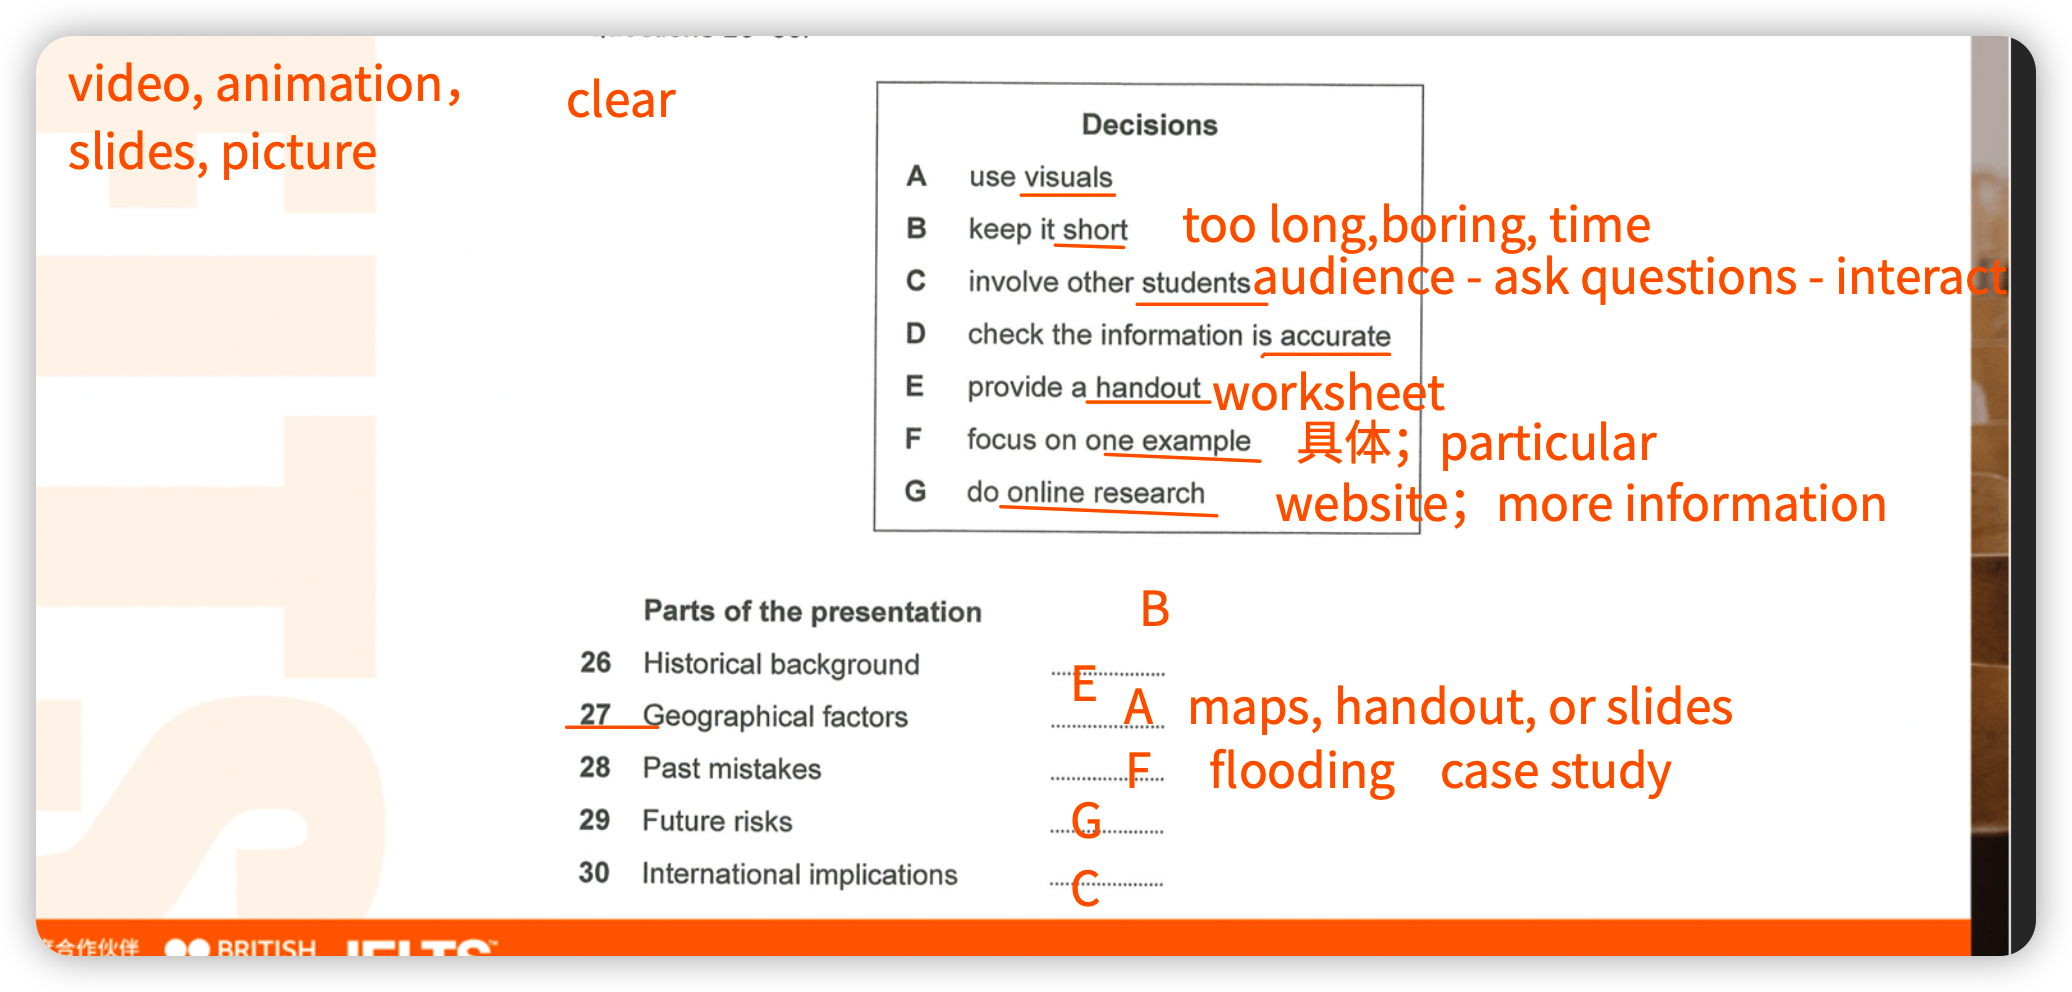 video, animation，
slides, picture
clear
Decisions
A use visuals
B keep it short too long,boring, time
C involve other students audience - ask questions - interact
D check the information is accurate
E provide a handout worksheet
F focus on one example 具体；particular
G do online research website；more information
Parts of the presentation B
26 Historical background E
27 Geographical factors A maps, handout, or slides
28 Past mistakes F flooding case study
29 Future risks G
30 International implications C
合作伙伴 BRITISH IELTS™